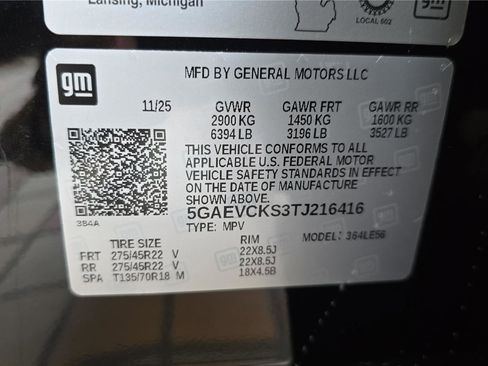 Lansing, Michigan
LOCAL 602
gm
gm
MFD BY GENERAL MOTORS LLC
11/25 GVWR GAWR FRT GAWR RR
2900 KG 1450 KG 1600 KG
6394 LB 3196 LB 3527 LB
THIS VEHICLE CONFORMS TO ALL
APPLICABLE U.S. FEDERAL MOTOR
VEHICLE SAFETY STANDARDS IN EFFECT
ON THE DATE OF MANUFACTURE
SHOWN ABOVE.
384A
5GAEVCKS3TJ216416
TYPE: MPV MODEL: 364LE56
TIRE SIZE RIM
FRT 275/45R22 V 22X8.5J
RR 275/45R22 V 22X8.5J
SPA T135/70R18 M 18X4.5B